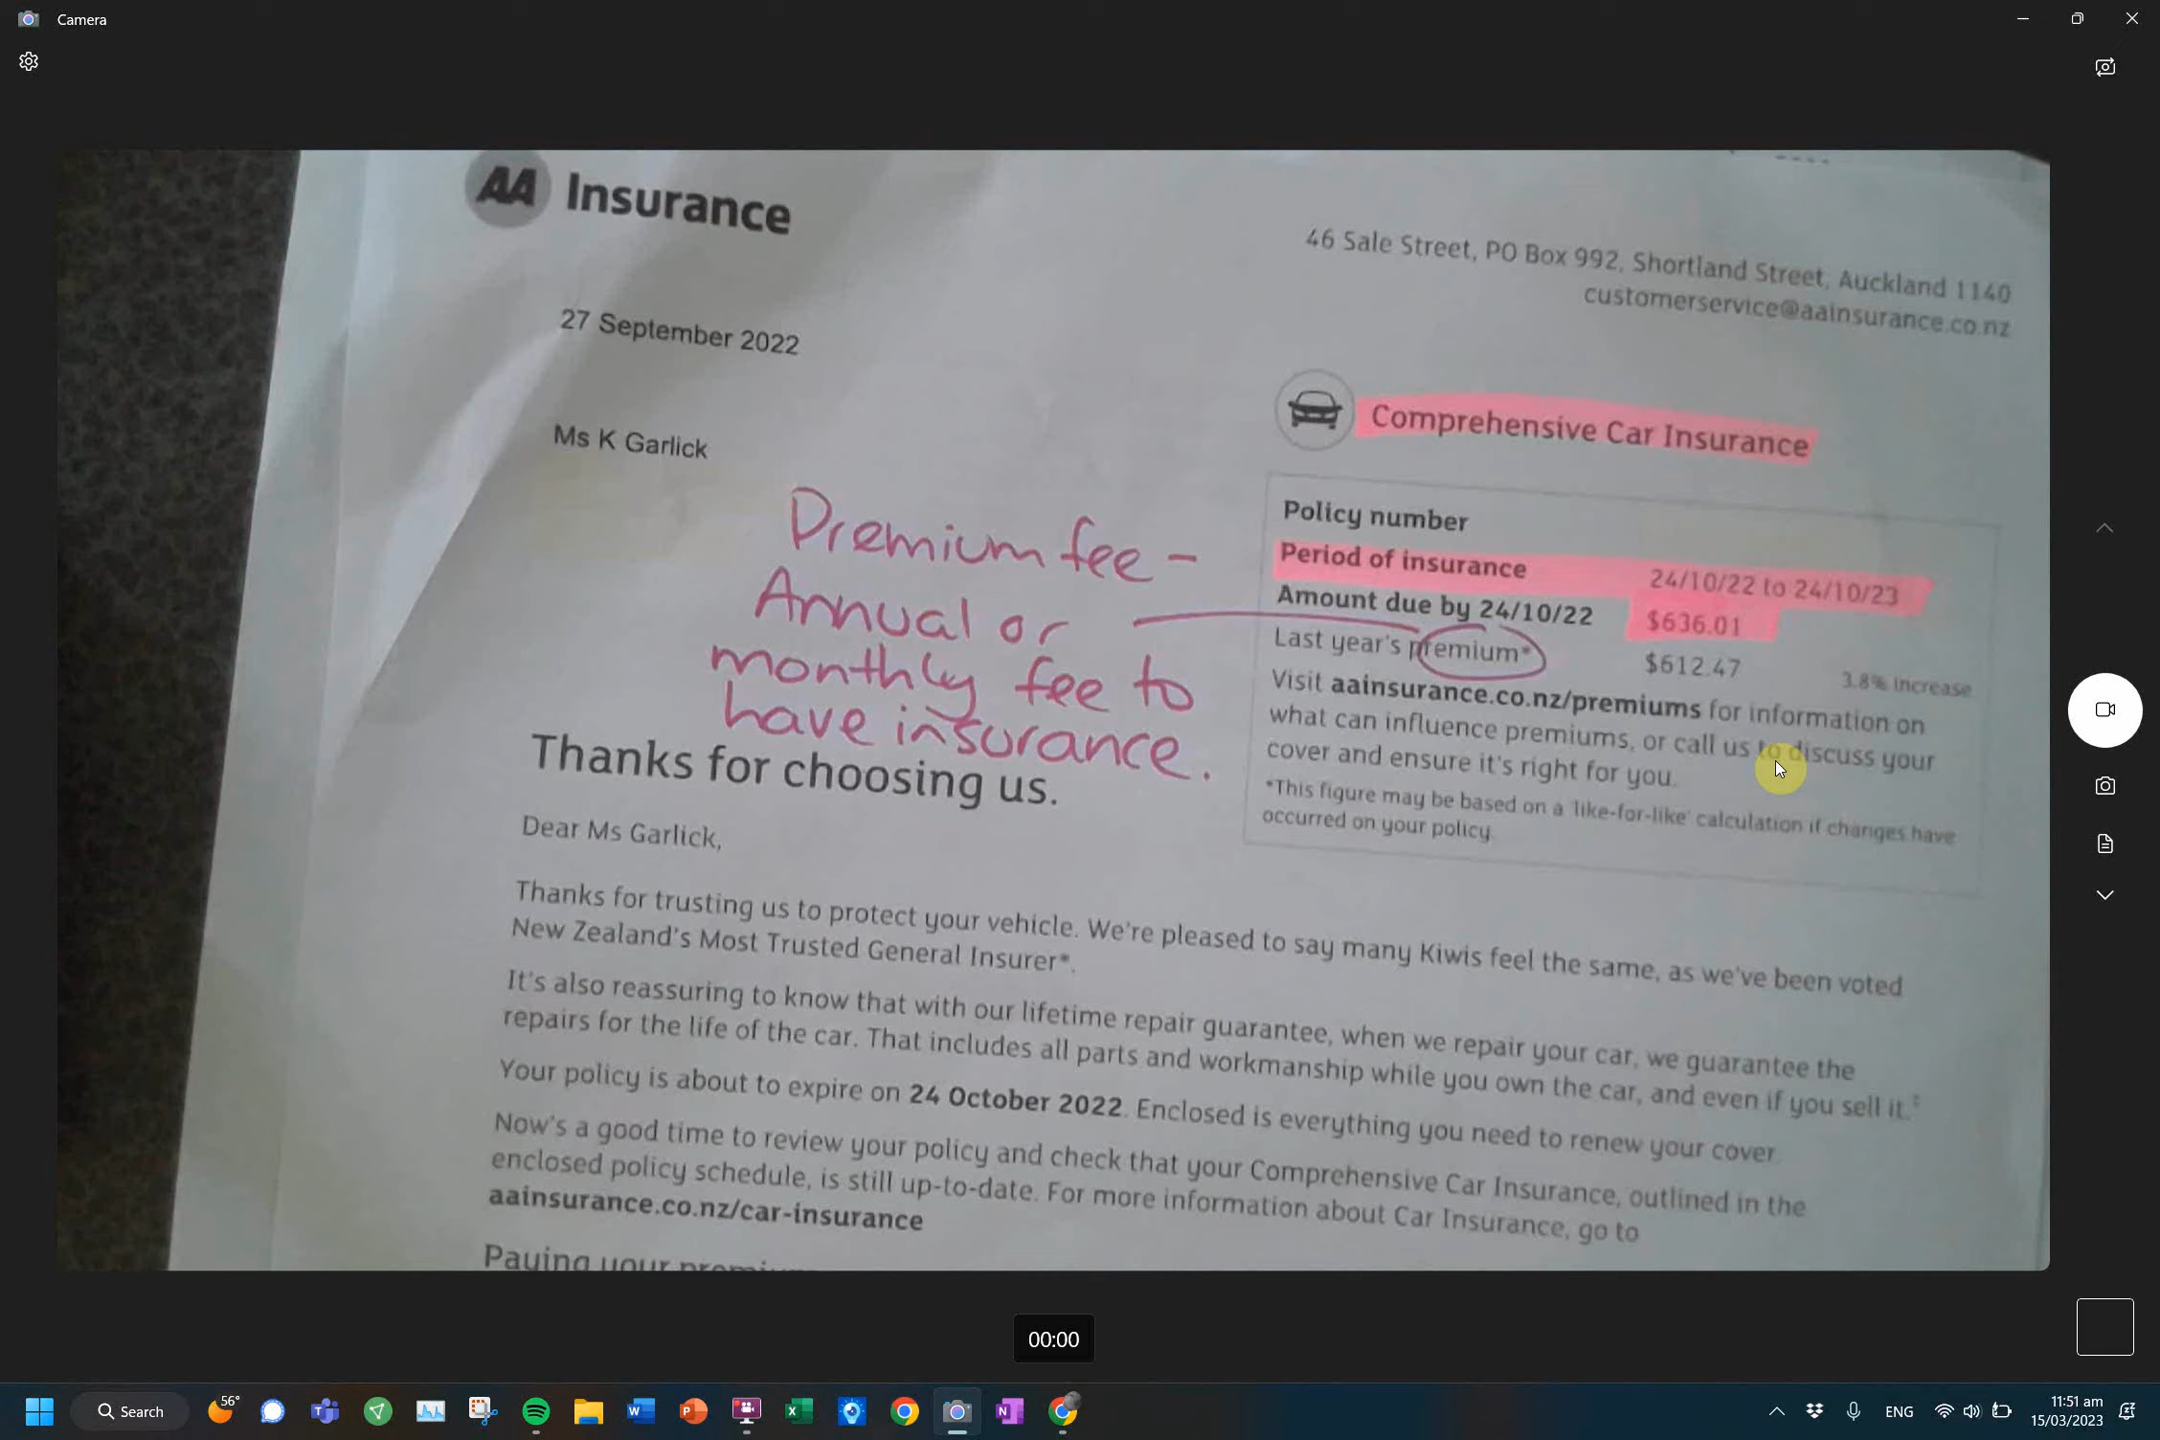 Camera
AA Insurance
46 Sale Street, PO Box 992, Shortland Street, Auckland 1140
customerservice@aainsurance.co.nz
27 September 2022
Ms K Garlick
Comprehensive Car Insurance
Policy number
Period of insurance 24/10/22 to 24/10/23
Amount due by 24/10/22 $636.01
Last year's premium* $612.47 3.8% increase
Visit aainsurance.co.nz/premiums for information on
what can influence premiums, or call us to discuss your
cover and ensure it's right for you.
*This figure may be based on a 'like-for-like' calculation if changes have
occurred on your policy.
Premium fee -
Annual or
monthly fee to
have insurance.
Thanks for choosing us.
Dear Ms Garlick,
Thanks for trusting us to protect your vehicle. We're pleased to say many Kiwis feel the same, as we've been voted
New Zealand's Most Trusted General Insurer*.
It's also reassuring to know that with our lifetime repair guarantee, when we repair your car, we guarantee the
repairs for the life of the car. That includes all parts and workmanship while you own the car, and even if you sell it.‡
Your policy is about to expire on 24 October 2022. Enclosed is everything you need to renew your cover.
Now's a good time to review your policy and check that your Comprehensive Car Insurance, outlined in the
enclosed policy schedule, is still up-to-date. For more information about Car Insurance, go to
aainsurance.co.nz/car-insurance
Paying your
00:00
Search
56°
ENG
11:51 am
15/03/2023